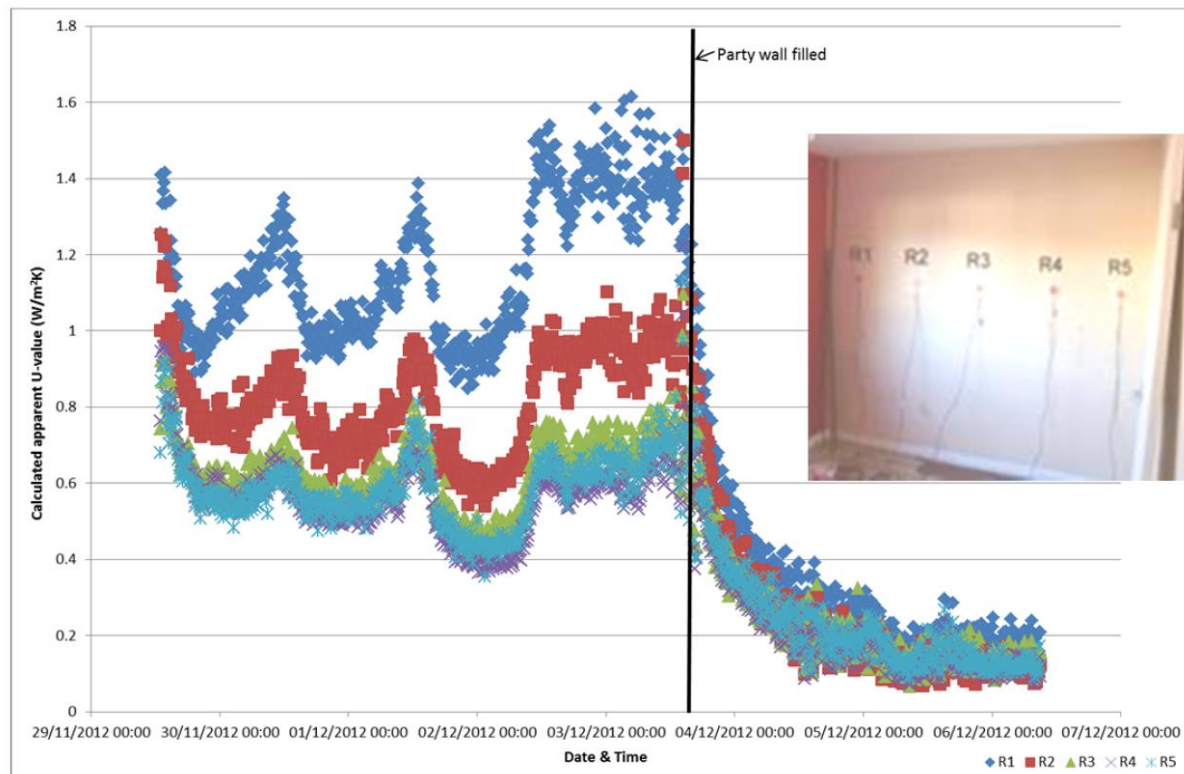 1.8
Party wall filled
1.6
1.4
1.2
1
0.8
0.6
0.4
0.2
0
Calculated apparent U-value (W/m²K)
R1 R2 R3 R4 R5
29/11/2012 00:00 30/11/2012 00:00 01/12/2012 00:00 02/12/2012 00:00 03/12/2012 00:00 04/12/2012 00:00 05/12/2012 00:00 06/12/2012 00:00 07/12/2012 00:00
Date & Time
R1 R2 R3 R4 R5